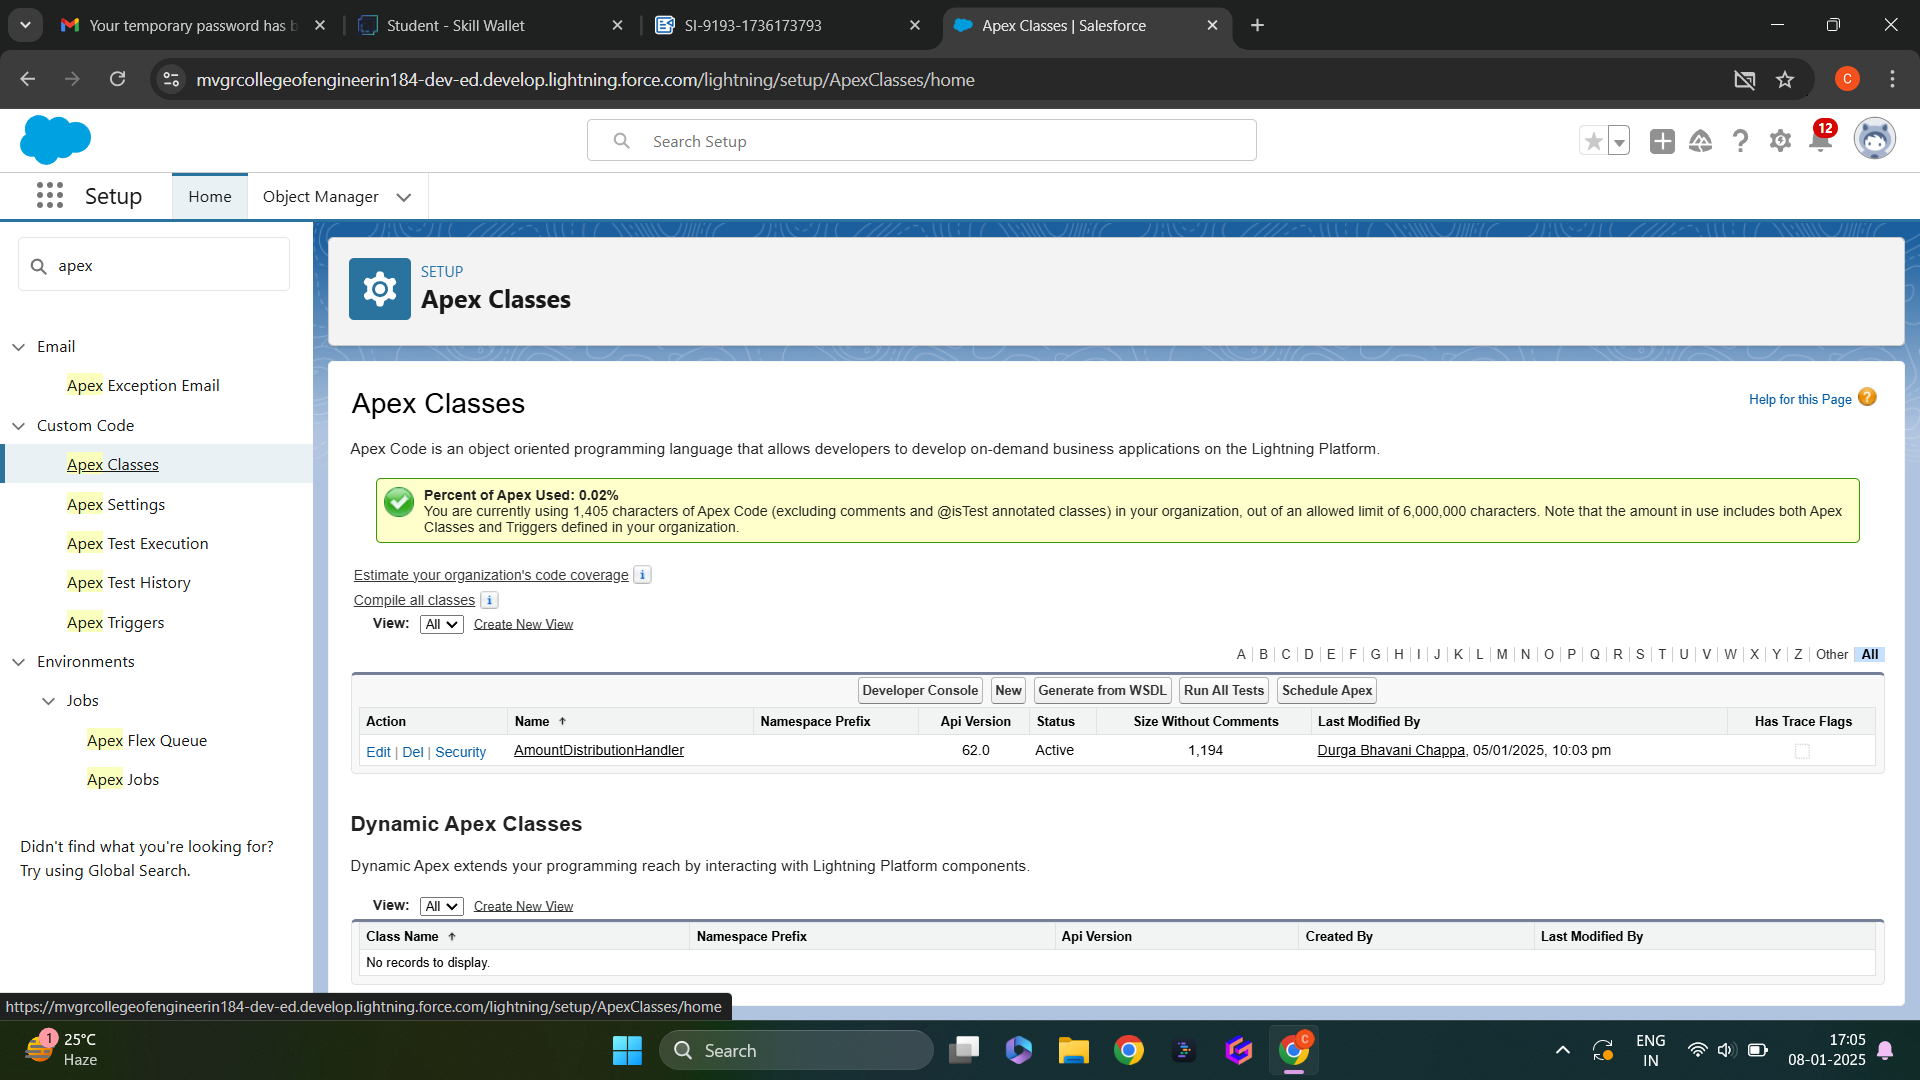 Your temporary password has b
Student - Skill Wallet
SI-9193-1736173793
Apex Classes | Salesforce
mvgrcollegeofengineerin184-dev-ed.develop.lightning.force.com/lightning/setup/ApexClasses/home
C
Search Setup
12
Setup
Home
Object Manager
apex
Email
Apex Exception Email
Custom Code
Apex Classes
Apex Settings
Apex Test Execution
Apex Test History
Apex Triggers
Environments
Jobs
Apex Flex Queue
Apex Jobs
Didn't find what you're looking for?
Try using Global Search.
SETUP
Apex Classes
Apex Classes
Help for this Page ?
Apex Code is an object oriented programming language that allows developers to develop on-demand business applications on the Lightning Platform.
Percent of Apex Used: 0.02%
You are currently using 1,405 characters of Apex Code (excluding comments and @isTest annotated classes) in your organization, out of an allowed limit of 6,000,000 characters. Note that the amount in use includes both Apex
Classes and Triggers defined in your organization.
Estimate your organization's code coverage i
Compile all classes i
View: All Create New View
A | B | C | D | E | F | G | H | I | J | K | L | M | N | O | P | Q | R | S | T | U | V | W | X | Y | Z | Other | All
Developer Console New Generate from WSDL Run All Tests Schedule Apex
Action Name ↑ Namespace Prefix Api Version Status Size Without Comments Last Modified By Has Trace Flags
Edit | Del | Security AmountDistributionHandler 62.0 Active 1,194 Durga Bhavani Chappa, 05/01/2025, 10:03 pm
Dynamic Apex Classes
Dynamic Apex extends your programming reach by interacting with Lightning Platform components.
View: All Create New View
Class Name ↑ Namespace Prefix Api Version Created By Last Modified By
No records to display.
https://mvgrcollegeofengineerin184-dev-ed.develop.lightning.force.com/lightning/setup/ApexClasses/home
1
25°C
Haze
Search
C
ENG
IN
17:05
08-01-2025